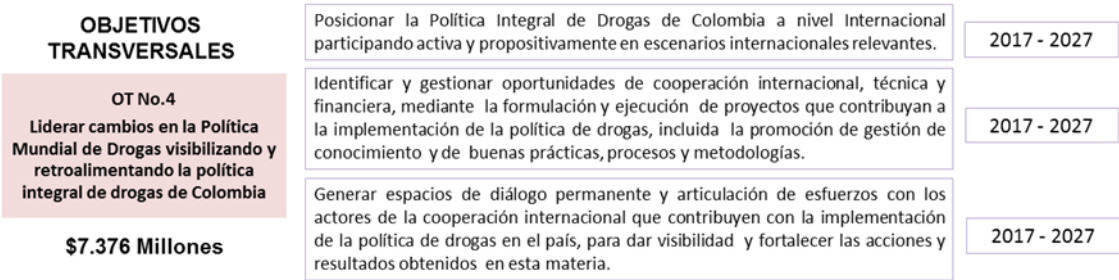 OBJETIVOS
TRANSVERSALES
OT No.4
Liderar cambios en la Política
Mundial de Drogas visibilizando y
retroalimentando la política
integral de drogas de Colombia
$7.376 Millones
Posicionar la Política Integral de Drogas de Colombia a nivel Internacional
participando activa y propositivamente en escenarios internacionales relevantes.
2017 - 2027
Identificar y gestionar oportunidades de cooperación internacional, técnica y
financiera, mediante la formulación y ejecución de proyectos que contribuyan a
la implementación de la política de drogas, incluida la promoción de gestión de
conocimiento y de buenas prácticas, procesos y metodologías.
2017 - 2027
Generar espacios de diálogo permanente y articulación de esfuerzos con los
actores de la cooperación internacional que contribuyen con la implementación
de la política de drogas en el país, para dar visibilidad y fortalecer las acciones y
resultados obtenidos en esta materia.
2017 - 2027